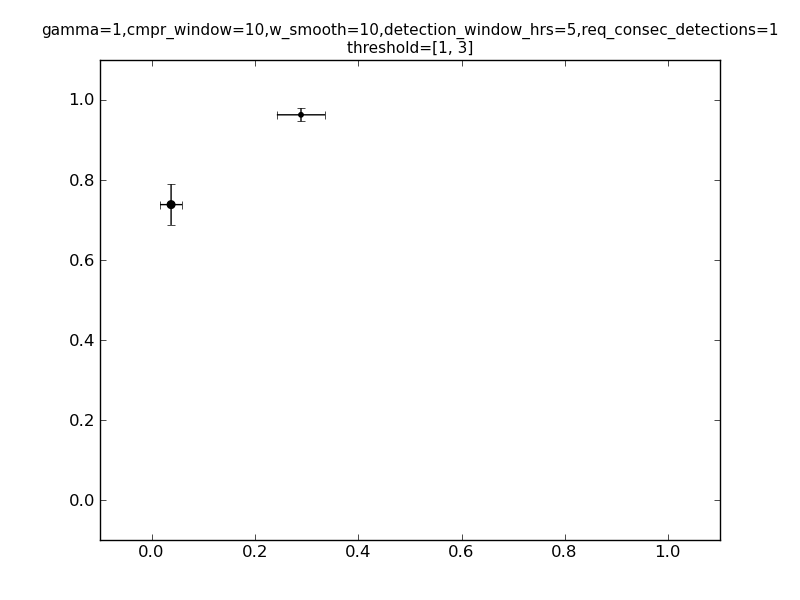 gamma=1,cmpr_window=10,w_smooth=10,detection_window_hrs=5,req_consec_detections=1
threshold=[1, 3]
1.0
0.8
0.6
0.4
0.2
0.0
0.0 0.2 0.4 0.6 0.8 1.0